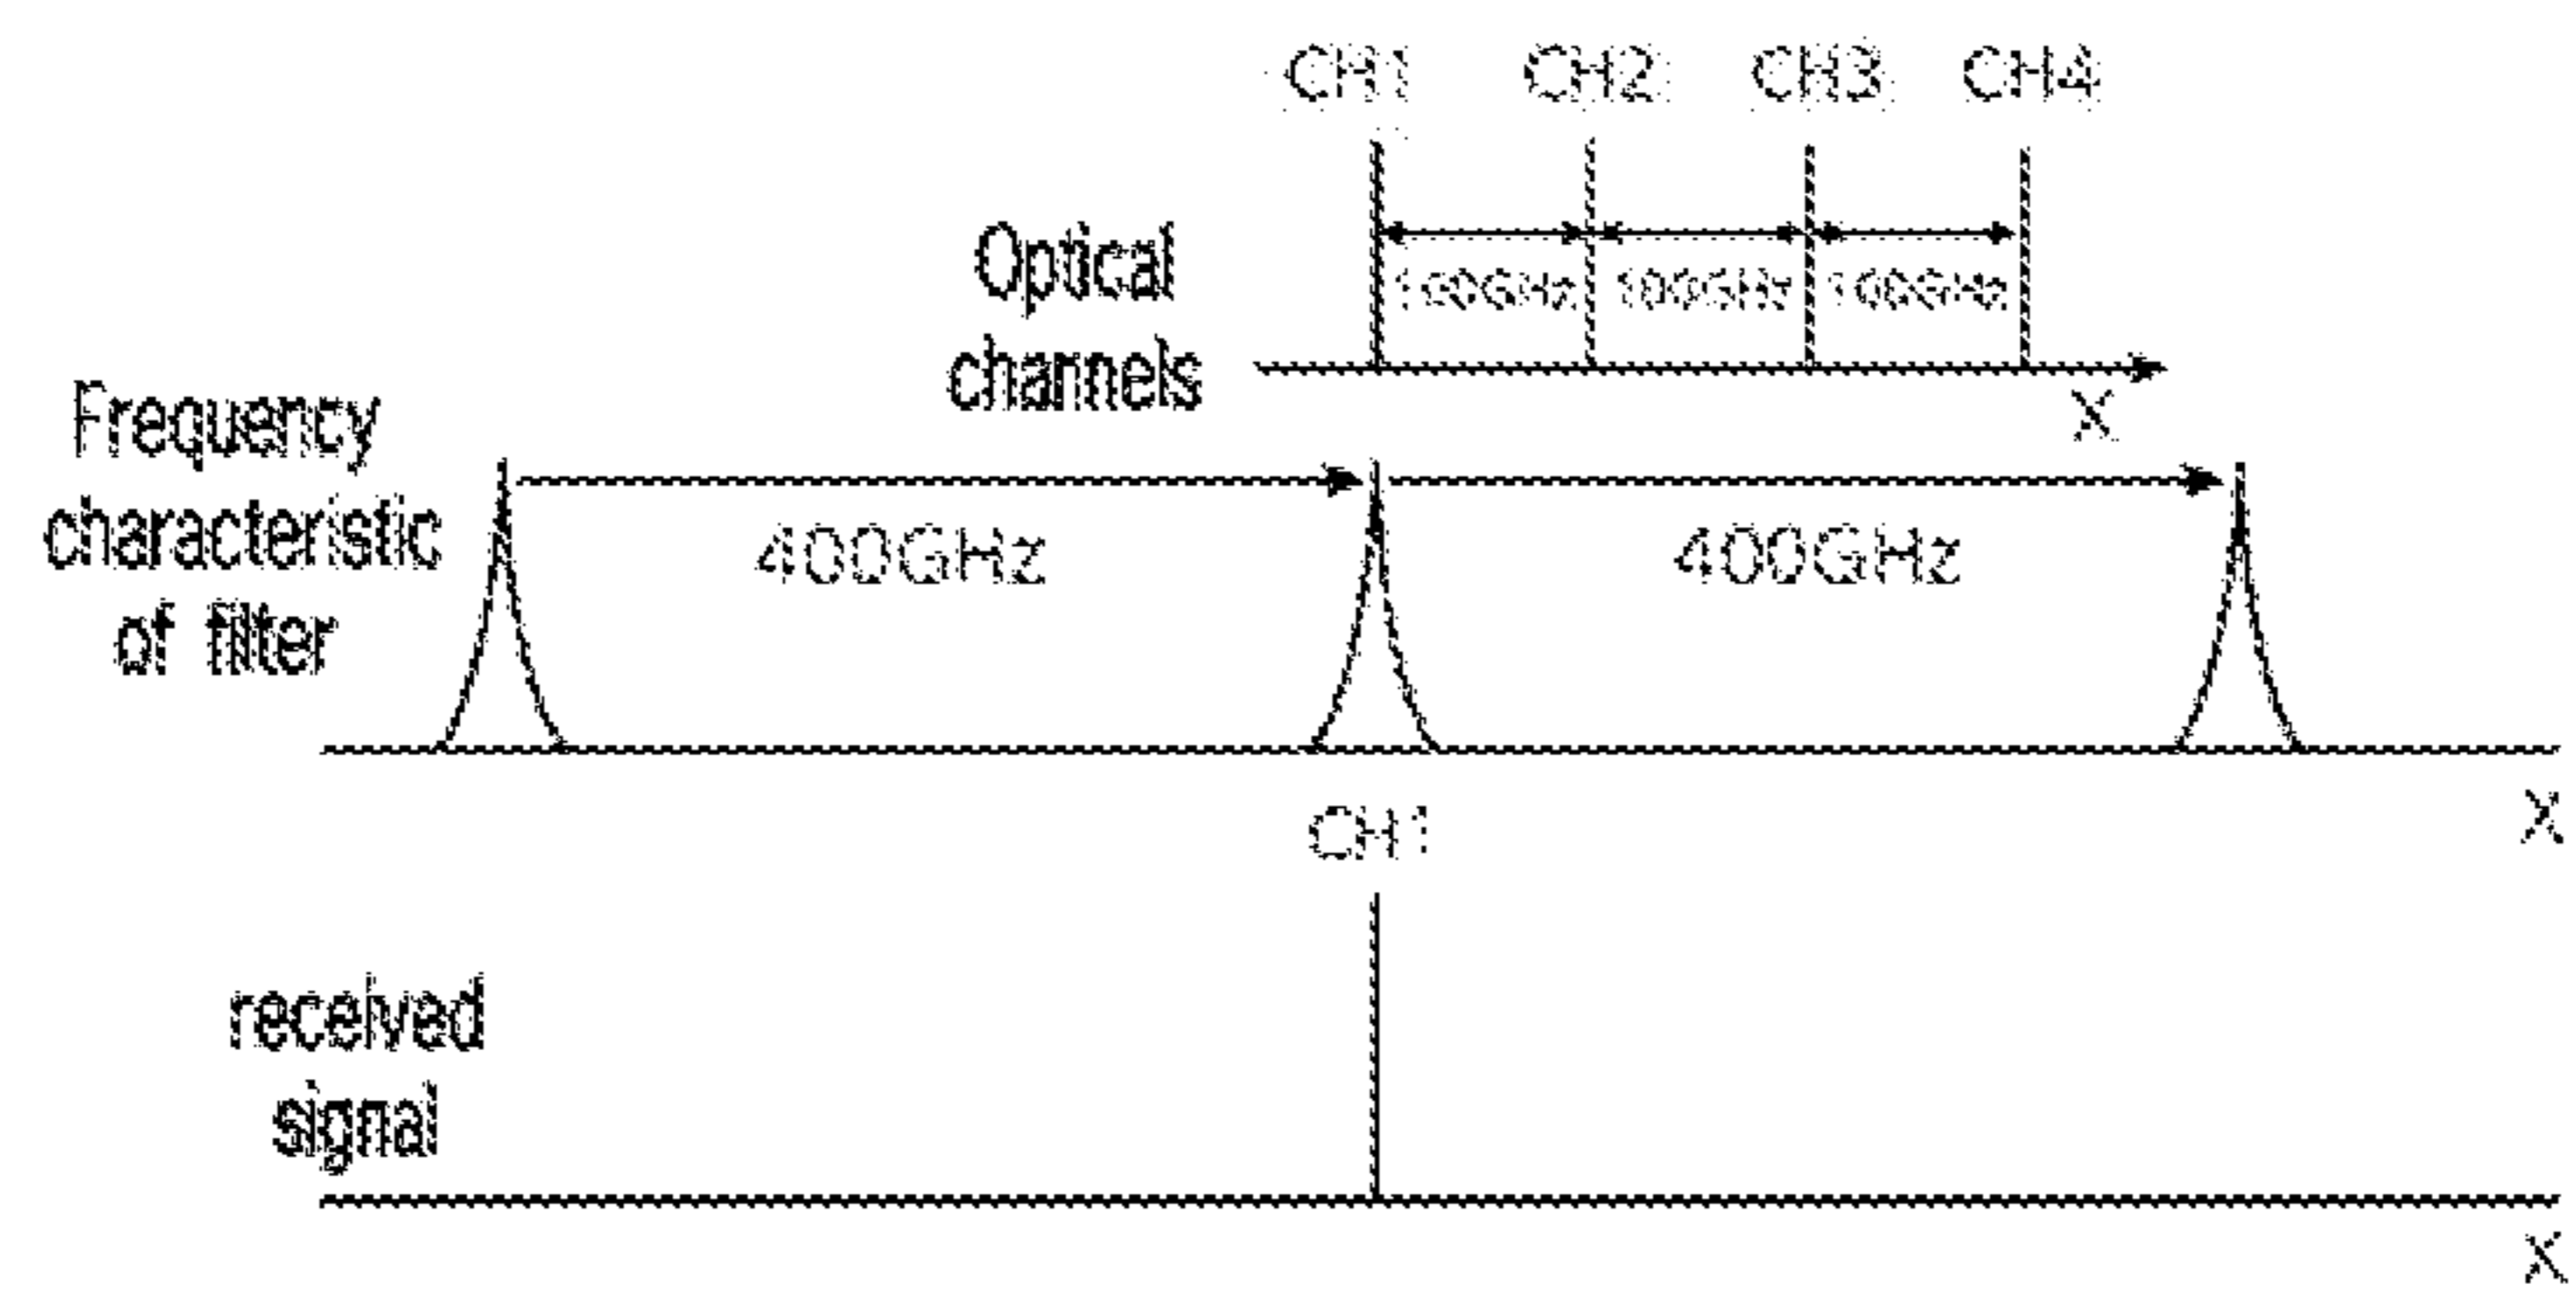 CH1 CH2 CH3 CH4
Optical
channels
100GHz 100GHz 100GHz
X
Frequency
characteristic
of filter
400GHz 400GHz
X
CH1
received
signal
X